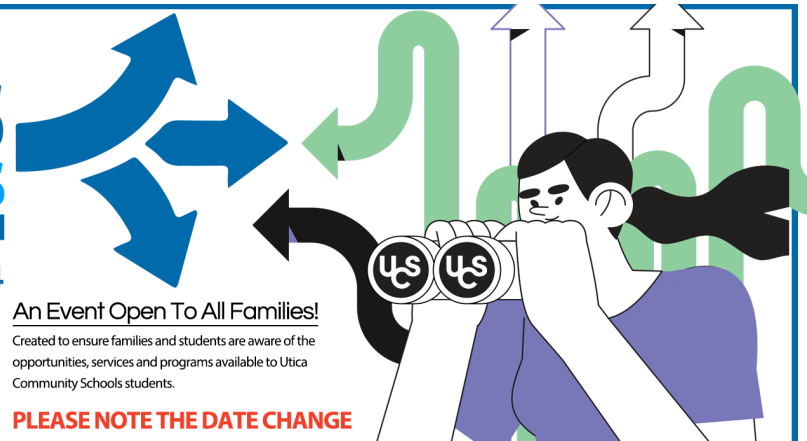 An Event Open To All Families!
Created to ensure families and students are aware of the
opportunities, services and programs available to Utica
Community Schools students.
PLEASE NOTE THE DATE CHANGE
UCS UCS